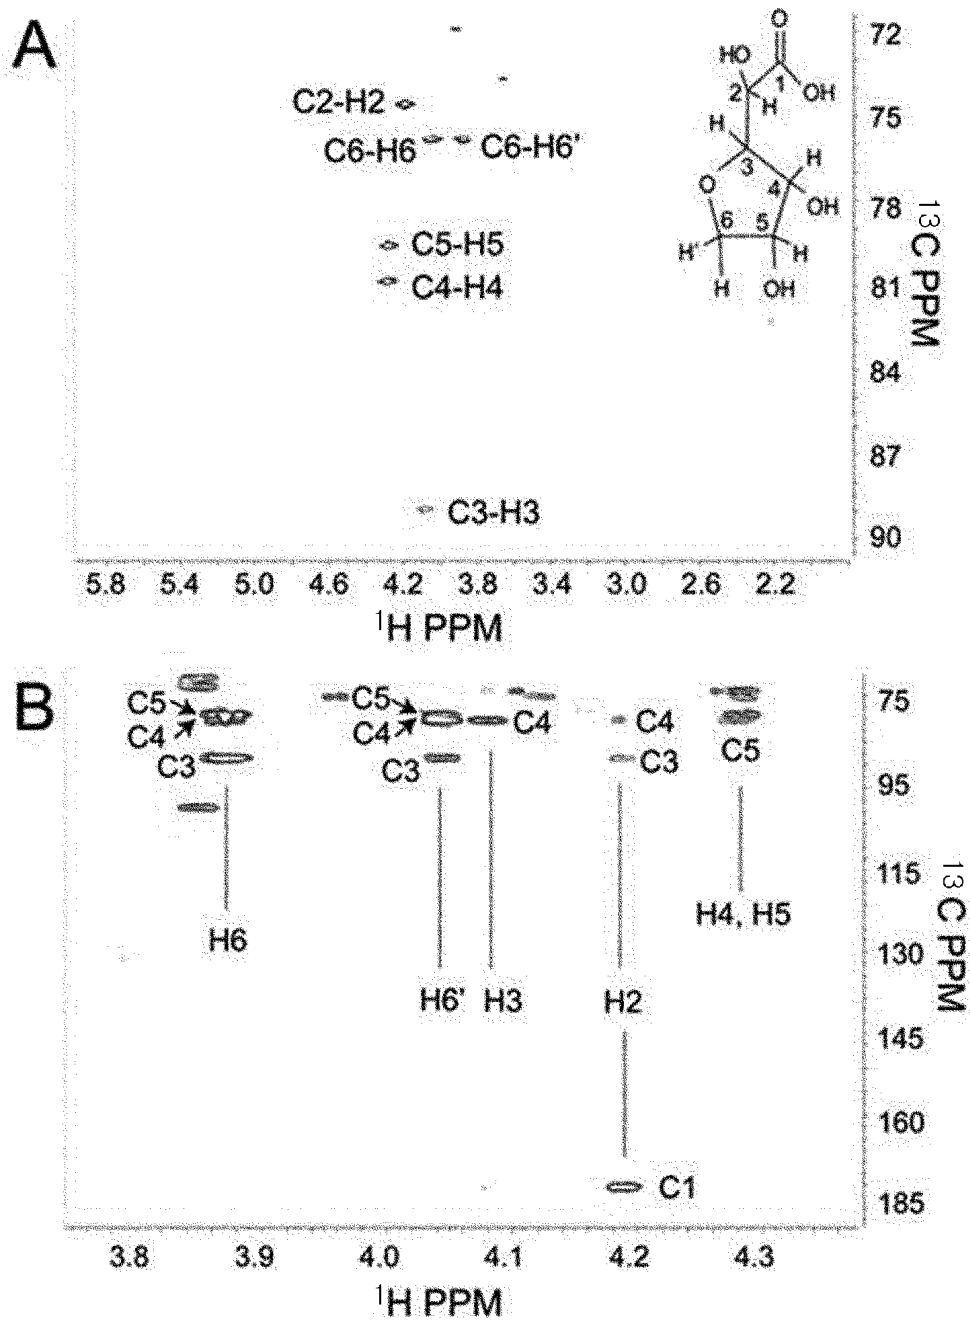 A
O
HO
1
2
OH
H
H
3
H
O
4
OH
6
5
H'
H
H
OH
C2-H2
C6-H6
C6-H6'
C5-H5
C4-H4
C3-H3
72
75
78
81
84
87
90
13C PPM
5.8 5.4 5.0 4.6 4.2 3.8 3.4 3.0 2.6 2.2
1H PPM
B
C5
C4
C3
C5
C4
C3
C4
C4
C3
C5
H6
H6'
H3
H2
H4, H5
C1
75
95
115
130
145
160
185
13C PPM
3.8 3.9 4.0 4.1 4.2 4.3
1H PPM